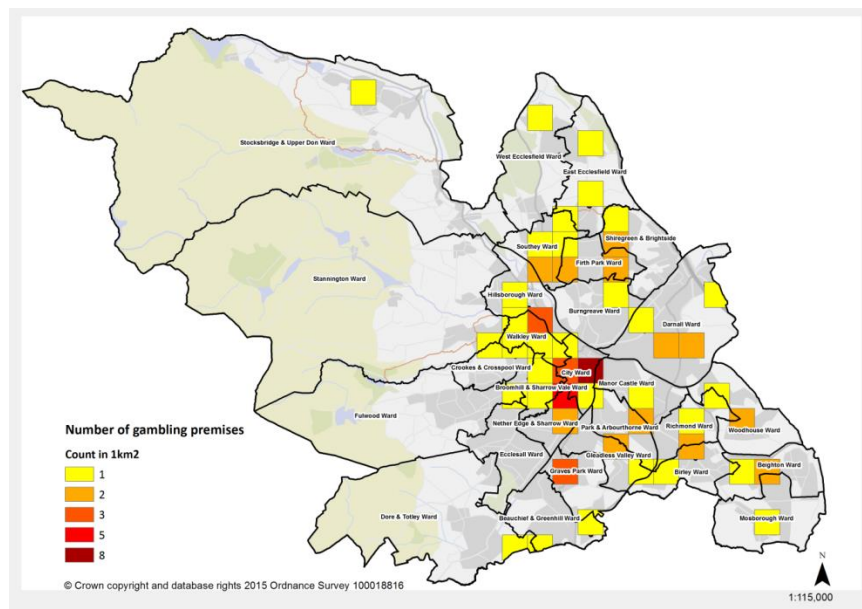 Stocksbridge & Upper Don Ward
West Ecclesfield Ward
East Ecclesfield Ward
Southey Ward
Shiregreen & Brightside
Firth Park Ward
Stannington Ward
Hillsborough Ward
Burngreave Ward
Darnall Ward
Walkley Ward
Crookes & Crosspool Ward
City Ward
Broomhill & Sharrow Vale Ward
Manor Castle Ward
Fulwood Ward
Nether Edge & Sharrow Ward
Park & Arbourthorne Ward
Richmond Ward
Woodhouse Ward
Ecclesall Ward
Gleadless Valley Ward
Graves Park Ward
Birley Ward
Beighton Ward
Dore & Totley Ward
Beauchief & Greenhill Ward
Mosborough Ward
Number of gambling premises
Count in 1km2
1
2
3
5
8
© Crown copyright and database rights 2015 Ordnance Survey 100018816
N
1:115,000